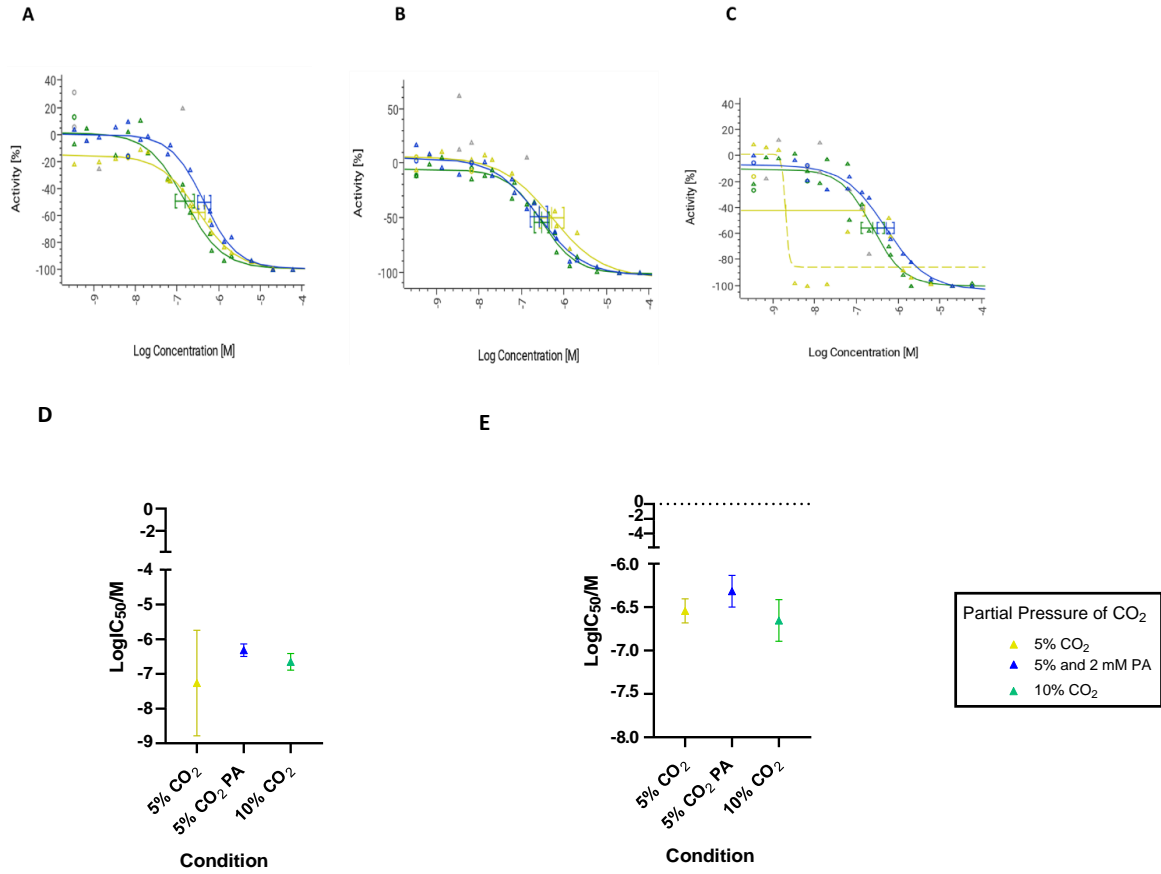 A
B
C
Activity [%]
40
20
0
-20
-40
-60
-80
-100
-9
-8
-7
-6
-5
-4
Log Concentration [M]
Activity [%]
50
0
-50
-100
-9
-8
-7
-6
-5
-4
Log Concentration [M]
Activity [%]
40
20
0
-20
-40
-60
-80
-100
-9
-8
-7
-6
-5
-4
Log Concentration [M]
D
E
LogIC50/M
0
-2
-4
-5
-6
-7
-8
-9
5% CO2
5% CO2 PA
10% CO2
Condition
LogIC50/M
0
-2
-4
-6.0
-6.5
-7.0
-7.5
-8.0
5% CO2
5% CO2 PA
10% CO2
Condition
Partial Pressure of CO2
5% CO2
5% and 2 mM PA
10% CO2